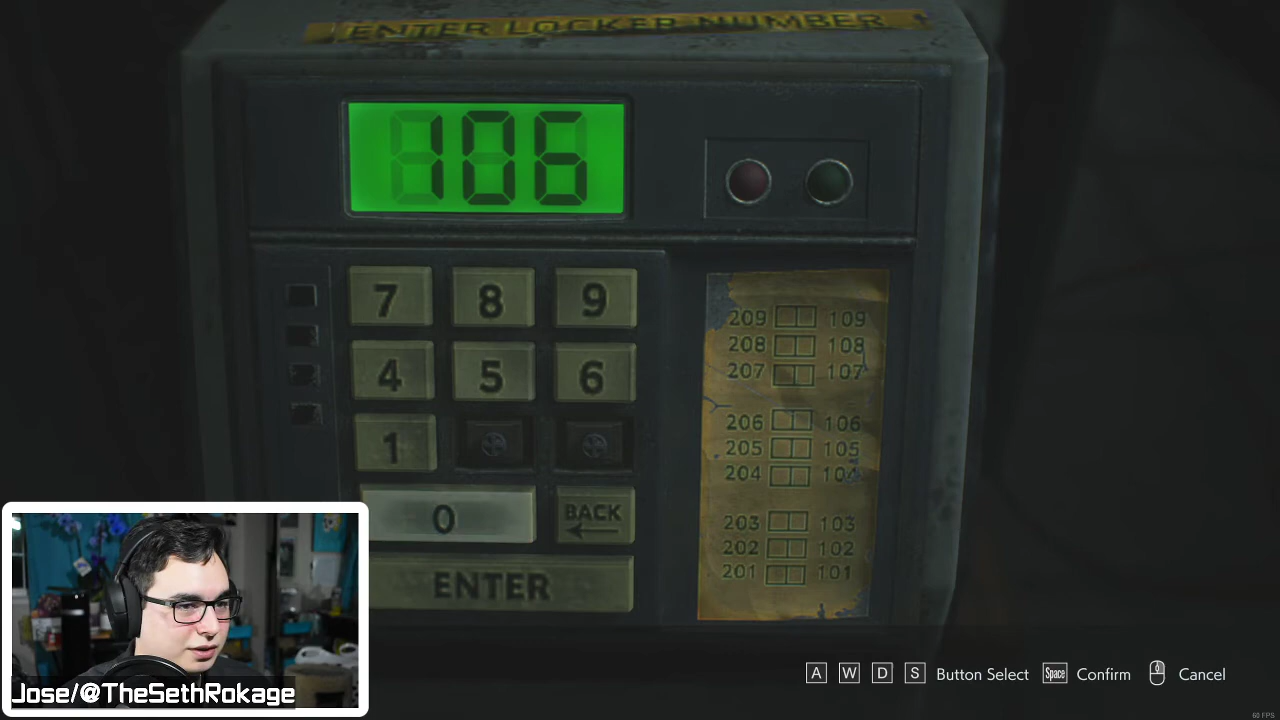 ENTER LOCKER NUMBER
106
7 8 9
4 5 6
1
0 BACK
ENTER
209 109
208 108
207 107
206 106
205 105
204 104
203 103
202 102
201 101
Jose/@TheSethRokage
A W D S Button Select Space Confirm Cancel
60 FPS